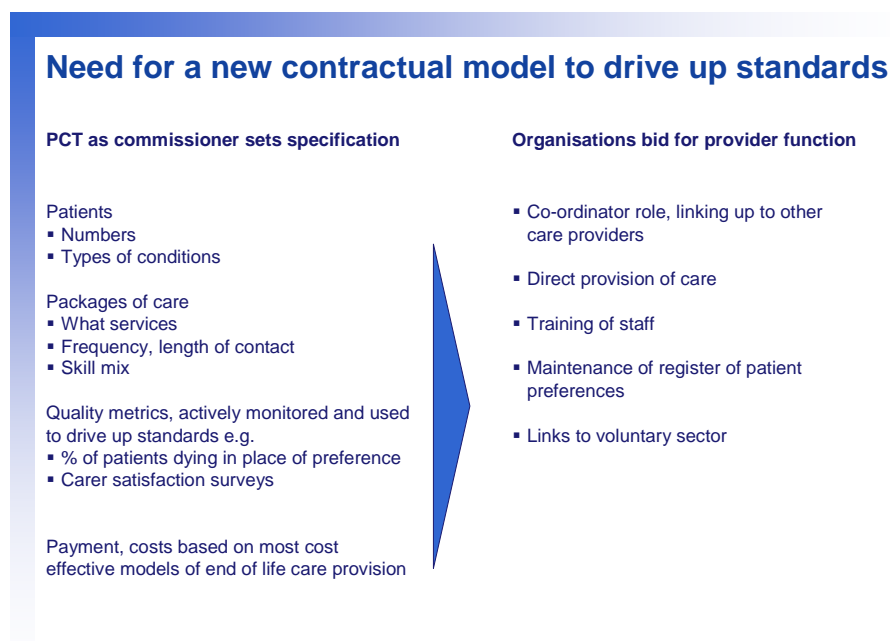 Need for a new contractual model to drive up standards
PCT as commissioner sets specification
Patients
▪ Numbers
▪ Types of conditions
Packages of care
▪ What services
▪ Frequency, length of contact
▪ Skill mix
Quality metrics, actively monitored and used
to drive up standards e.g.
▪ % of patients dying in place of preference
▪ Carer satisfaction surveys
Payment, costs based on most cost
effective models of end of life care provision
Organisations bid for provider function
▪ Co-ordinator role, linking up to other
care providers
▪ Direct provision of care
▪ Training of staff
▪ Maintenance of register of patient
preferences
▪ Links to voluntary sector